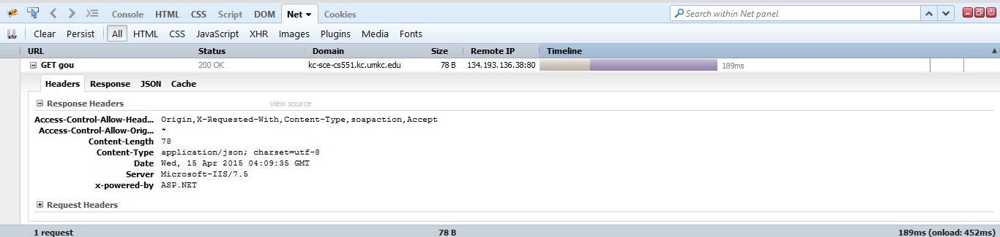 Console HTML CSS Script DOM Net Cookies Search within Net panel
xhr Clear Persist All HTML CSS JavaScript XHR Images Plugins Media Fonts
URL Status Domain Size Remote IP Timeline
GET gou 200 OK kc-sce-cs551.kc.umkc.edu 78 B 134.193.136.38:80 189ms
Headers Response JSON Cache
Response Headers view source
Access-Control-Allow-Head... Origin,X-Requested-With,Content-Type,soapaction,Accept
Access-Control-Allow-Orig... *
Content-Length 78
Content-Type application/json; charset=utf-8
Date Wed, 15 Apr 2015 04:09:35 GMT
Server Microsoft-IIS/7.5
x-powered-by ASP.NET
Request Headers
1 request 78 B 189ms (onload: 452ms)